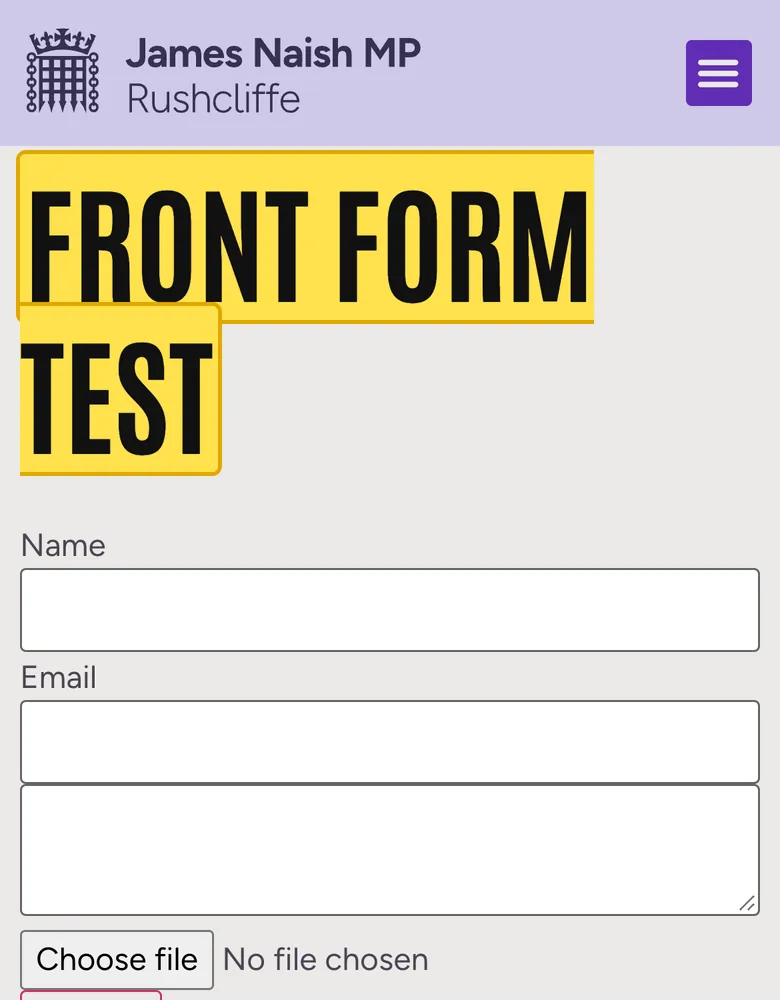 James Naish MP
Rushcliffe
FRONT FORM
TEST
Name
Email
Choose file No file chosen